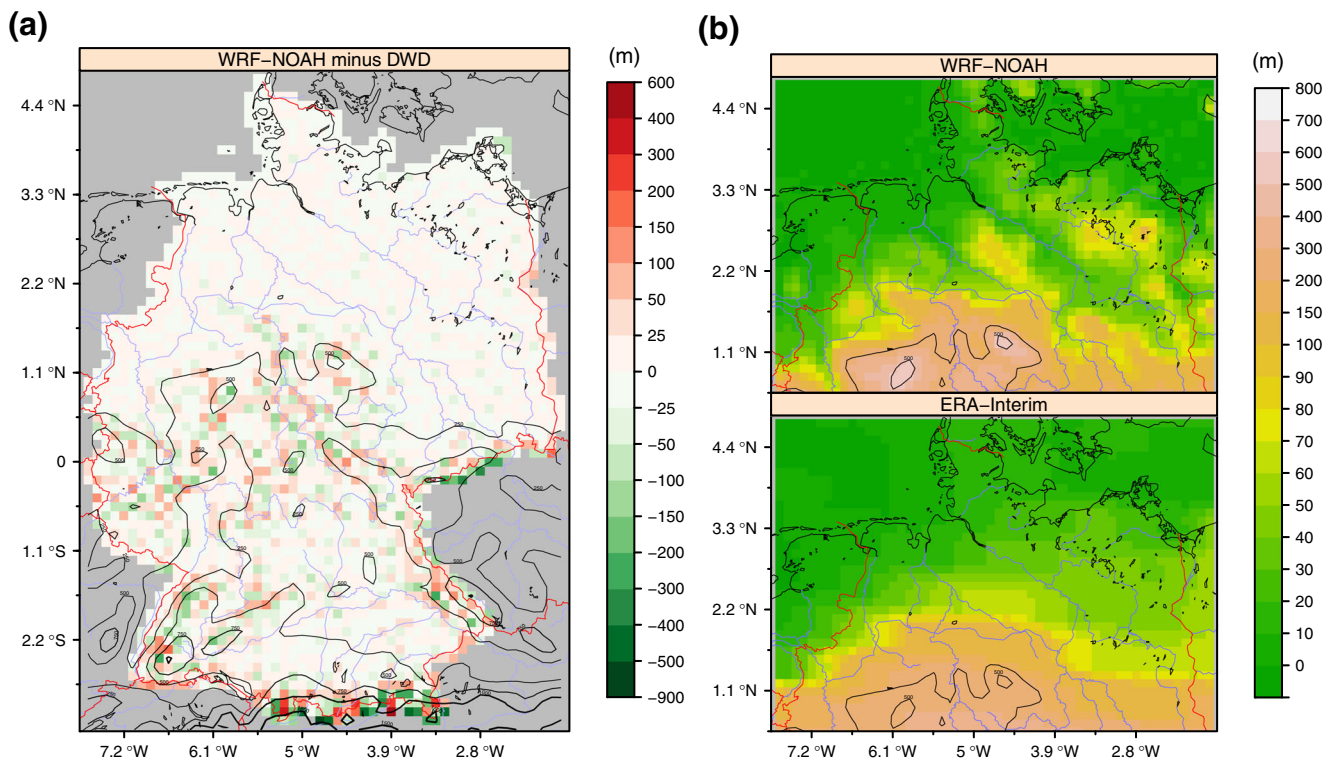 (a)
WRF−NOAH minus DWD
(m)
4.4 °N
3.3 °N
2.2 °N
1.1 °N
0
1.1 °S
2.2 °S
7.2 °W
6.1 °W
5 °W
3.9 °W
2.8 °W
600
400
300
200
150
100
50
25
0
−25
−50
−100
−150
−200
−300
−400
−500
−900
(b)
WRF−NOAH
(m)
4.4 °N
3.3 °N
2.2 °N
1.1 °N
500
500
ERA−Interim
4.4 °N
3.3 °N
2.2 °N
1.1 °N
500
500
7.2 °W
6.1 °W
5 °W
3.9 °W
2.8 °W
800
700
600
500
400
300
200
100
90
80
70
60
50
40
30
20
10
0